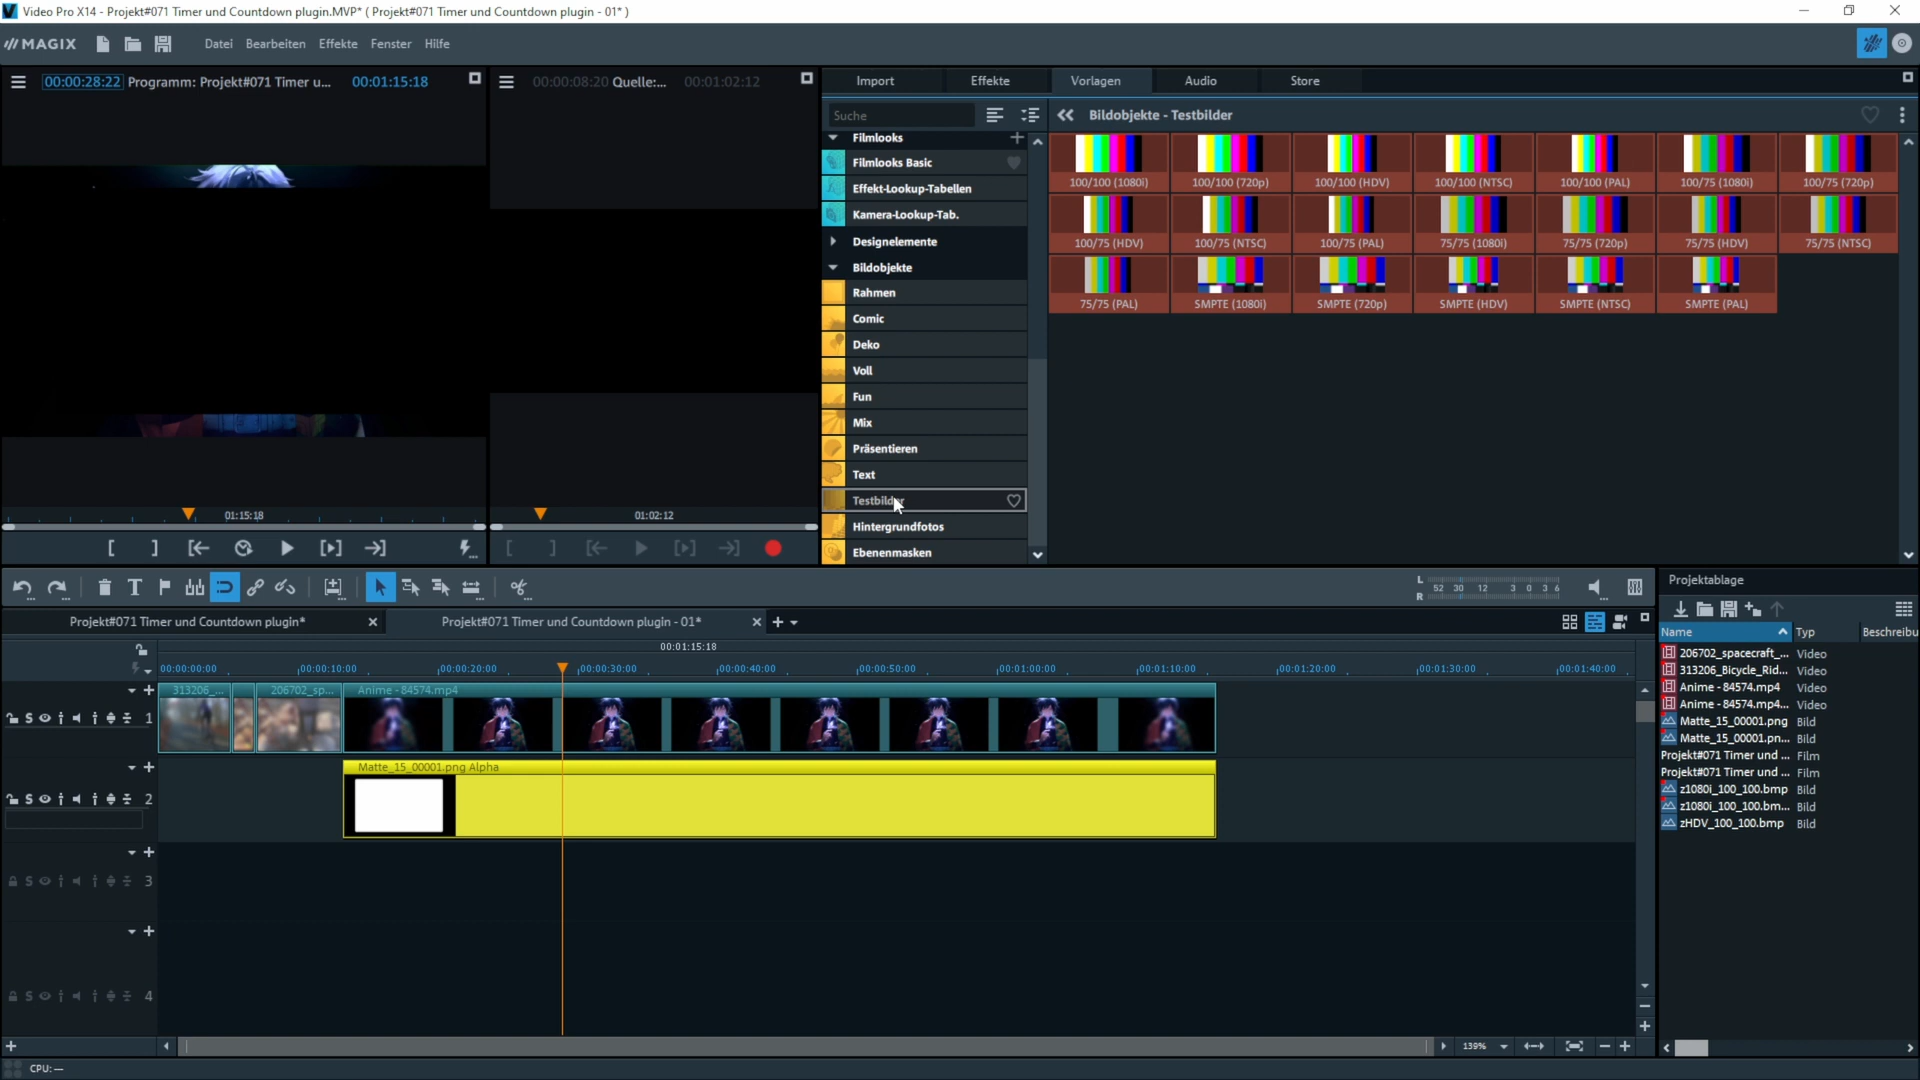 Video Pro X14 - Projekt#071 Timer und Countdown plugin.MVP* ( Projekt#071 Timer und Countdown plugin - 01* )
MAGIX Datei Bearbeiten Effekte Fenster Hilfe
00:00:28:22 Programm: Projekt#071 Timer u... 00:01:15:18
00:00:08:20 Quelle:... 00:01:02:12
Import Effekte Vorlagen Audio Store
Suche
Bildobjekte - Testbilder
Filmlooks
Filmlooks Basic
Effekt-Lookup-Tabellen
Kamera-Lookup-Tab.
Designelemente
Bildobjekte
Rahmen
Comic
Deko
Voll
Fun
Mix
Präsentieren
Text
Testbilder
Hintergrundfotos
Ebenenmasken
100/100 (1080i) 100/100 (720p) 100/100 (HDV) 100/100 (NTSC) 100/100 (PAL) 100/75 (1080i) 100/75 (720p)
100/75 (HDV) 100/75 (NTSC) 100/75 (PAL) 75/75 (1080i) 75/75 (720p) 75/75 (HDV) 75/75 (NTSC)
75/75 (PAL) SMPTE (1080i) SMPTE (720p) SMPTE (HDV) SMPTE (NTSC) SMPTE (PAL)
01:15:18
01:02:12
L
52 30 12 3 0 3 6
R
Projekt#071 Timer und Countdown plugin*
Projekt#071 Timer und Countdown plugin - 01*
00:01:15:18
00:00:00:00 00:00:10:00 00:00:20:00 00:00:30:00 00:00:40:00 00:00:50:00 00:01:00:00 00:01:10:00 00:01:20:00 00:01:30:00 00:01:40:00
313206_... 206702_sp... Anime - 84574.mp4
S 1
Matte_15_00001.png Alpha
S 2
S 3
S 4
139%
Projektablage
Name Typ Beschreibu
206702_spacecraft_... Video
313206_Bicycle_Rid... Video
Anime - 84574.mp4 Video
Anime - 84574.mp4... Video
Matte_15_00001.png Bild
Matte_15_00001.pn... Bild
Projekt#071 Timer und ... Film
Projekt#071 Timer und ... Film
z1080i_100_100.bmp Bild
z1080i_100_100.bm... Bild
zHDV_100_100.bmp Bild
CPU: —